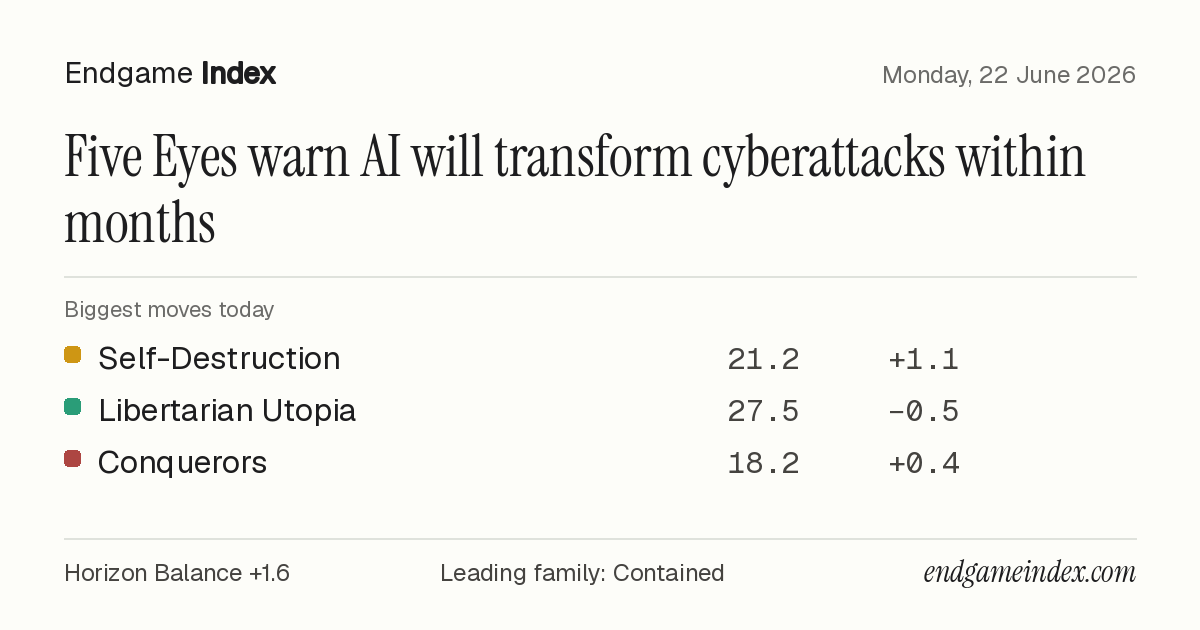 Endgame Index
Monday, 22 June 2026
Five Eyes warn AI will transform cyberattacks within
months
Biggest moves today
Self-Destruction 21.2 +1.1
Libertarian Utopia 27.5 −0.5
Conquerors 18.2 +0.4
Horizon Balance +1.6
Leading family: Contained
endgameindex.com